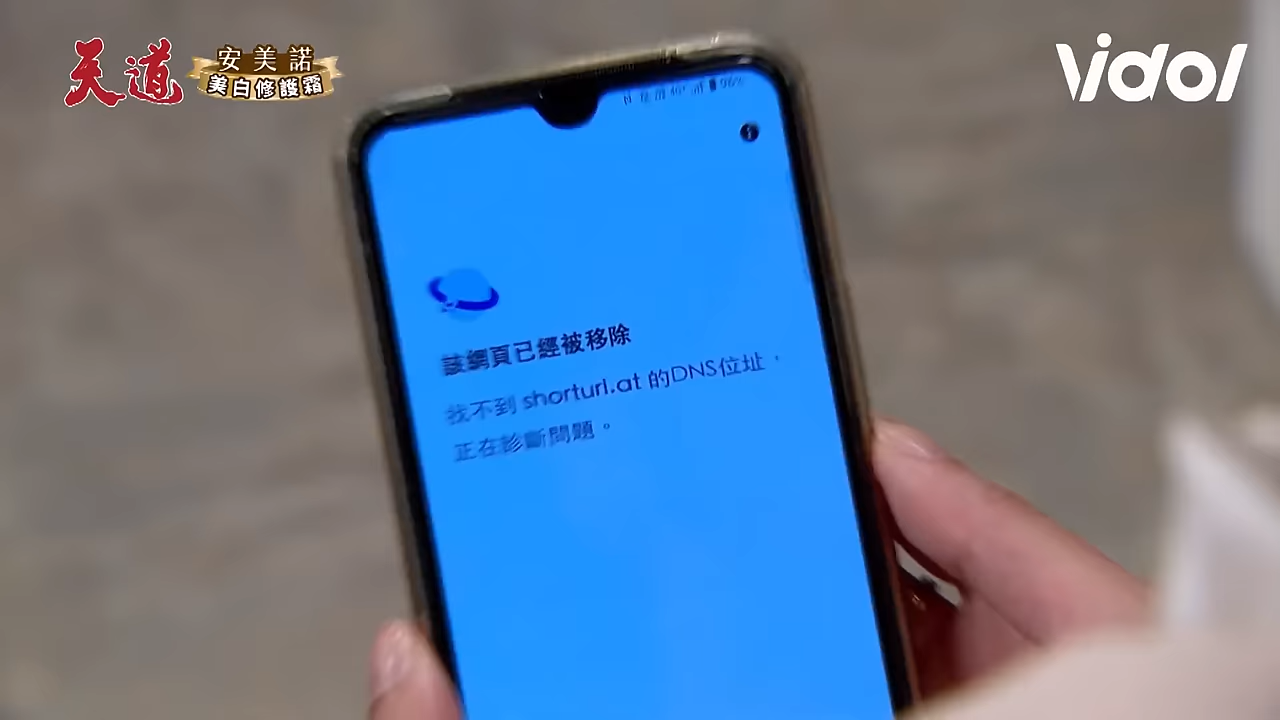 天道
安美諾
美白修護霜
Vidol
96%
該網頁已經被移除
找不到 shorturl.at 的DNS位址，
正在診斷問題。